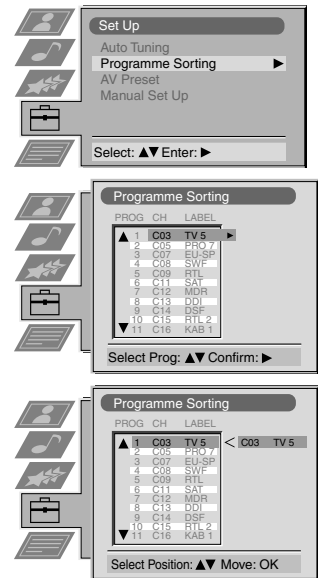 Set Up
Auto Tuning
Programme Sorting ▶
AV Preset
Manual Set Up
Select: ▲▼ Enter: ▶
Programme Sorting
PROG CH LABEL
1 C03 TV 5 ▶
2 C05 PRO 7
3 C07 EU-SP
4 C08 SWF
5 C09 RTL
6 C11 SAT
7 C12 MDR
8 C13 DDI
9 C14 DSF
10 C15 RTL 2
11 C16 KAB 1
Select Prog: ▲▼ Confirm: ▶
Programme Sorting
PROG CH LABEL
1 C03 TV 5 < C03 TV 5
2 C05 PRO 7
3 C07 EU-SP
4 C08 SWF
5 C09 RTL
6 C11 SAT
7 C12 MDR
8 C13 DDI
9 C14 DSF
10 C15 RTL 2
11 C16 KAB 1
Select Position: ▲▼ Move: OK